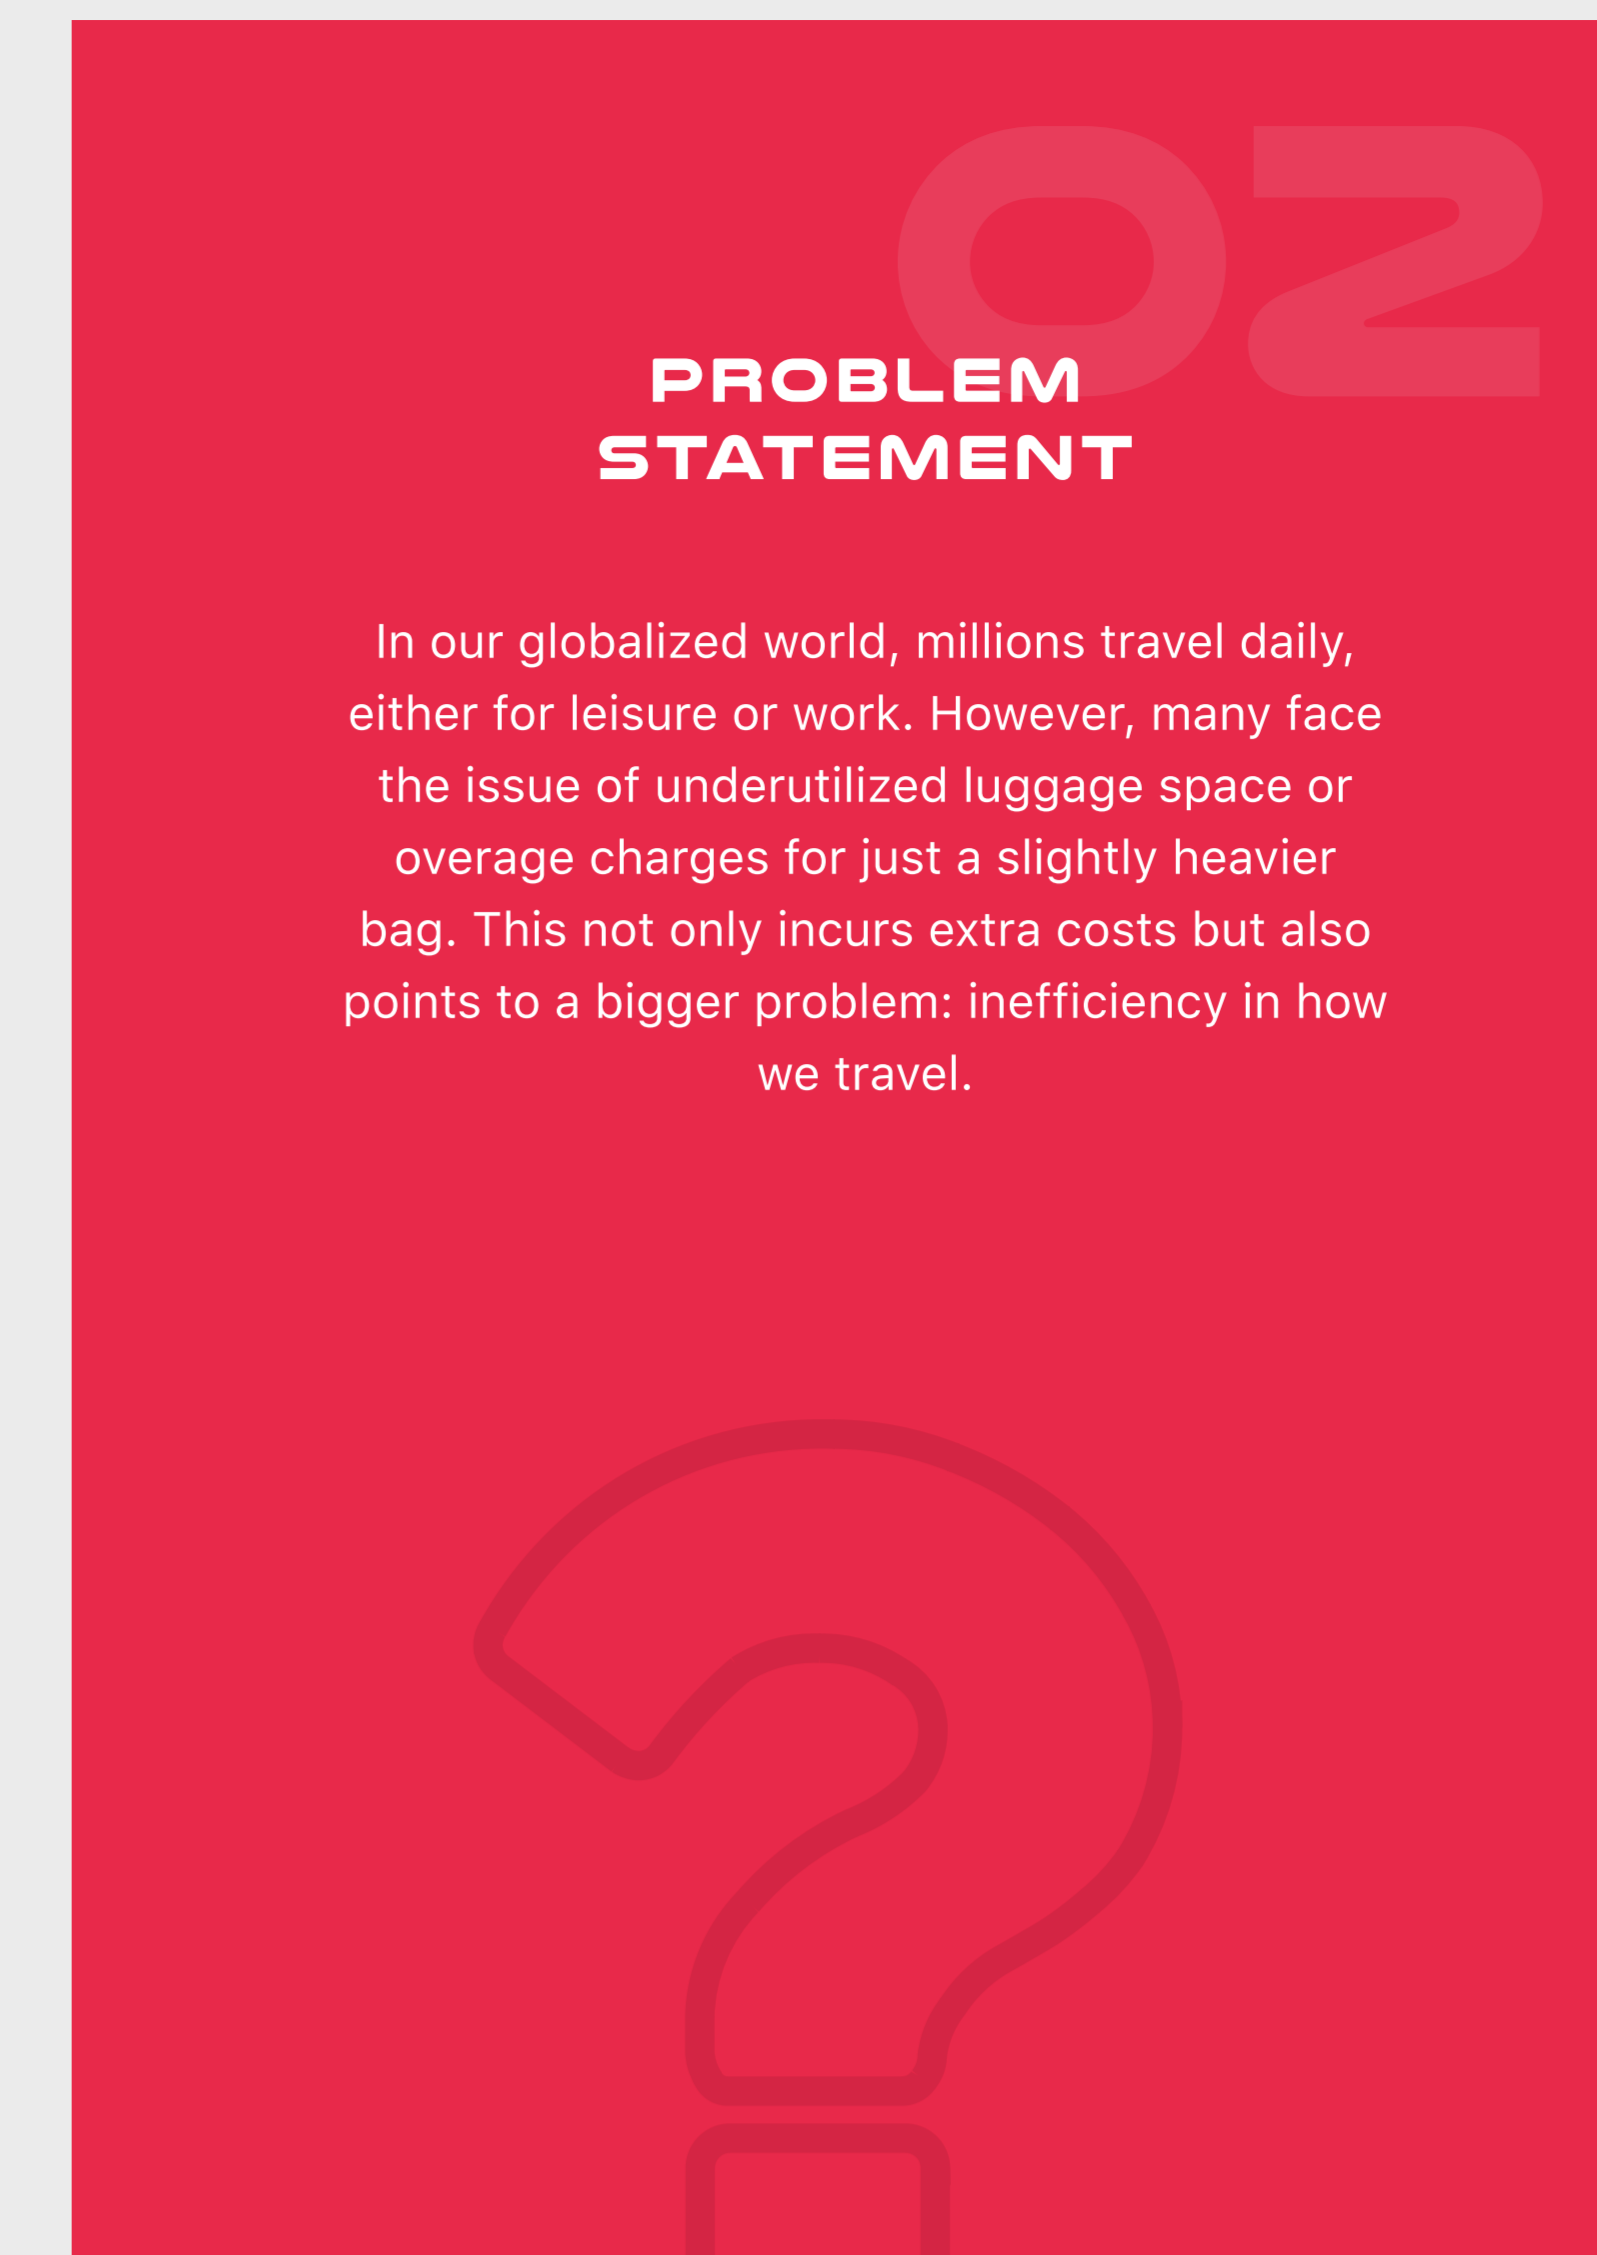 02
PROBLEM
STATEMENT
In our globalized world, millions travel daily,
either for leisure or work. However, many face
the issue of underutilized luggage space or
overage charges for just a slightly heavier
bag. This not only incurs extra costs but also
points to a bigger problem: inefficiency in how
we travel.
?